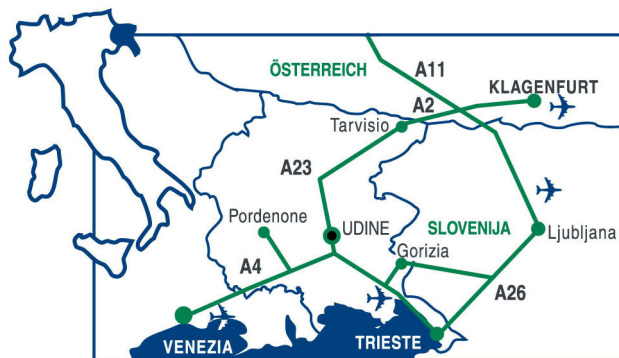 ÖSTERREICH
A11
KLAGENFURT
A2
Tarvisio
A23
Pordenone
UDINE
SLOVENIJA
Ljubljana
Gorizia
A4
A26
VENEZIA
TRIESTE